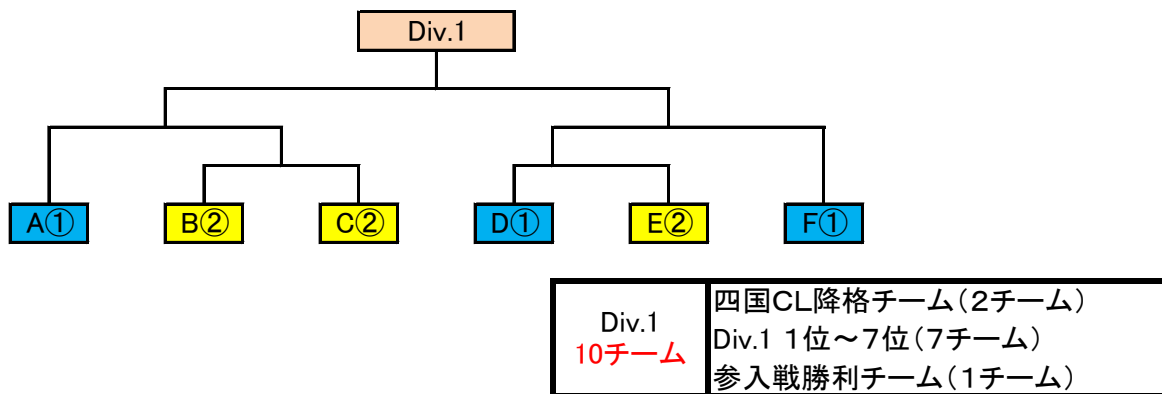 Div.1
A① B② C② D① E② F①
Div.1
10チーム
四国CL降格チーム(2チーム)
Div.1 1位~7位(7チーム)
参入戦勝利チーム(1チーム)